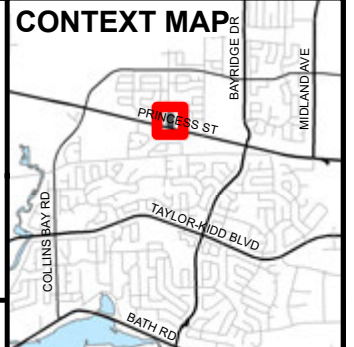 CONTEXT MAP
BAYRIDGE DR
MIDLAND AVE
PRINCESS ST
COLLINS BAY RD
TAYLOR-KIDD BLVD
BATH RD